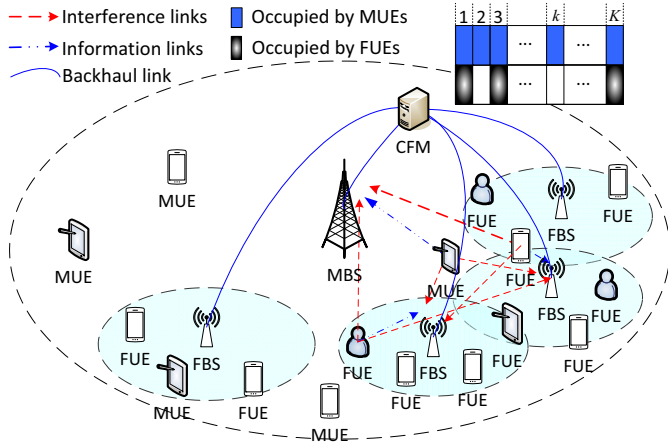 Interference links
Information links
Backhaul link
Occupied by MUEs
Occupied by FUEs
1 2 3 ... k ... K
... ...
... ...
CFM
MUE
FUE
FBS
FUE
MUE
MBS
MUE
FUE
FBS
FUE
FUE
FBS
MUE
FUE
FUE
FBS
FUE
FUE
FUE
FUE
FUE
MUE
MUE